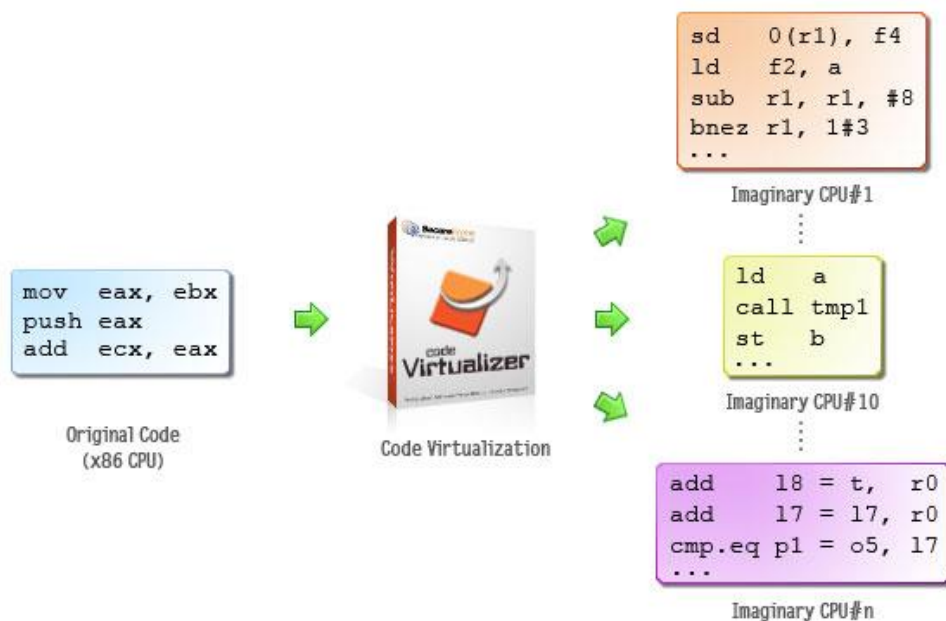 mov eax, ebx
push eax
add ecx, eax
Original Code
(x86 CPU)
code
Virtualizer
Code Virtualization
sd 0(r1), f4
ld f2, a
sub r1, r1, #8
bnez r1, 1#3
...
Imaginary CPU#1
ld a
call tmp1
st b
...
Imaginary CPU#10
add l8 = t, r0
add l7 = l7, r0
cmp.eq p1 = o5, l7
...
Imaginary CPU#n